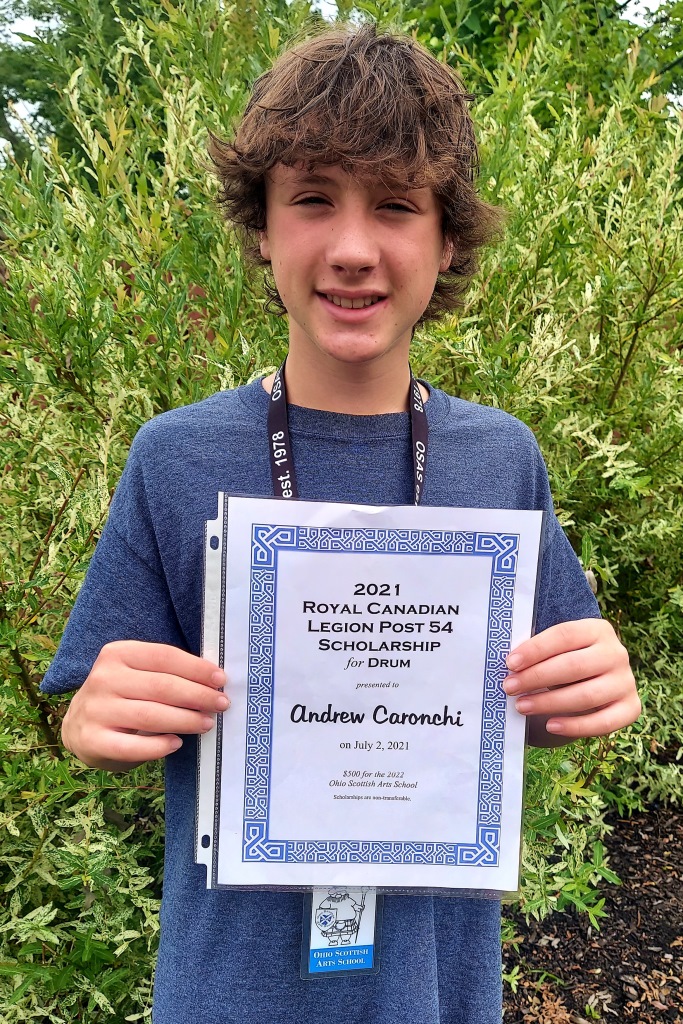 est. 1978
OSAS
1978
OSAS
2021
Royal Canadian
Legion Post 54
Scholarship
for Drum
presented to
Andrew Caronchi
on July 2, 2021
$500 for the 2022
Ohio Scottish Arts School
Scholarships are non-transferable.
Ohio Scottish
Arts School